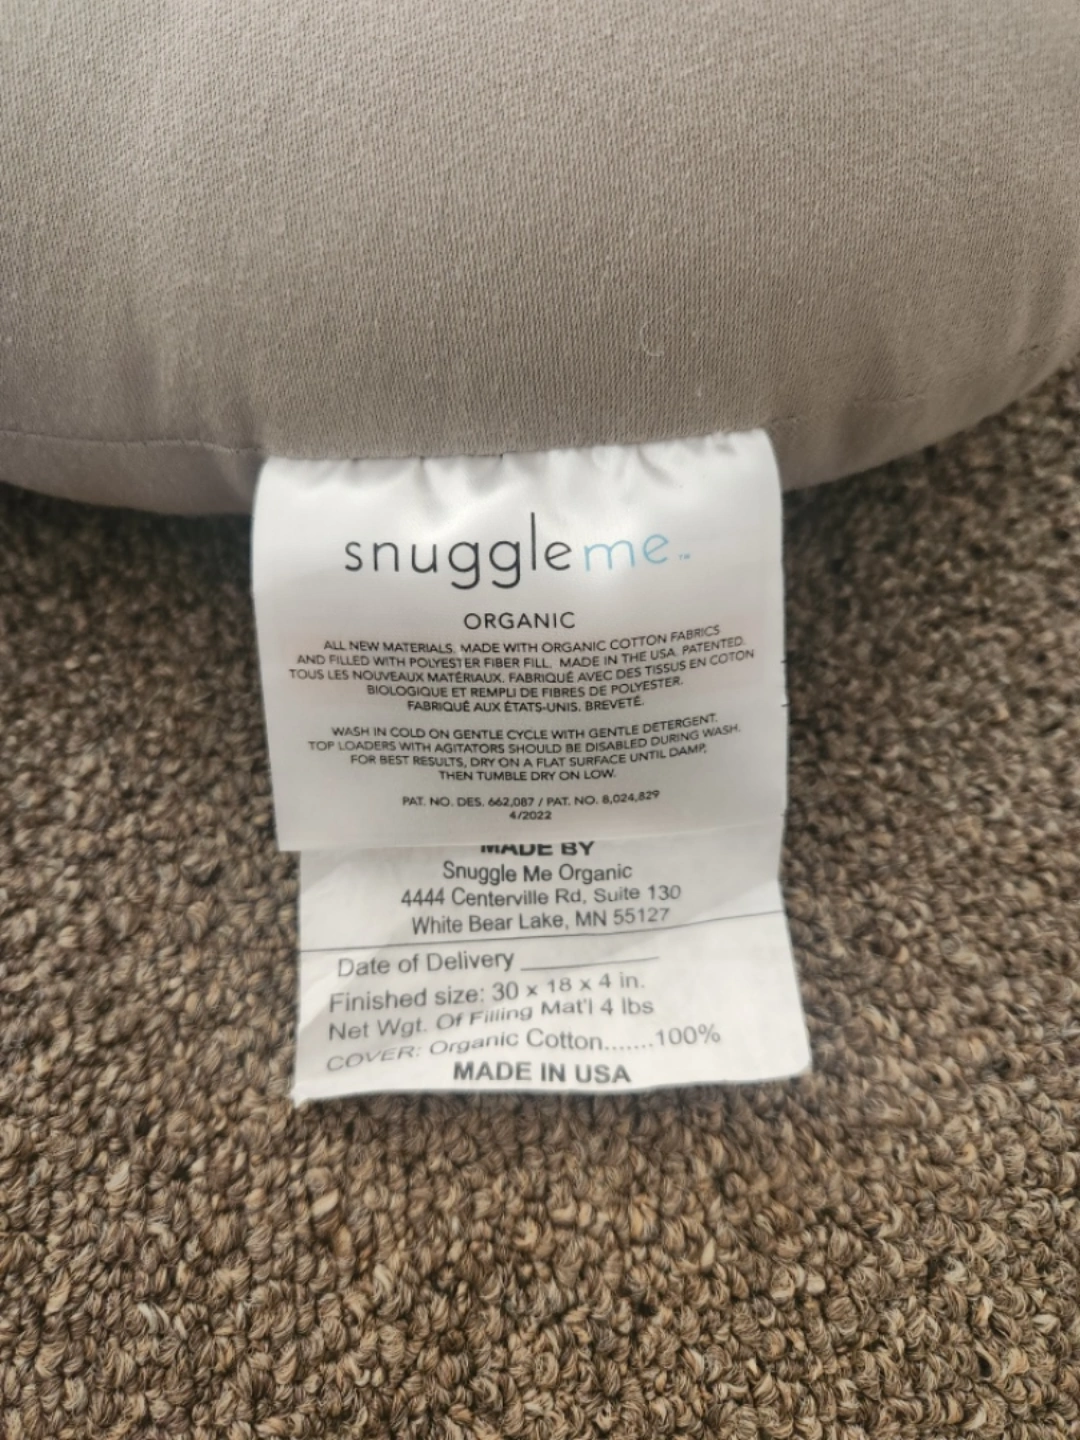 snuggle me™
ORGANIC
ALL NEW MATERIALS. MADE WITH ORGANIC COTTON FABRICS
AND FILLED WITH POLYESTER FIBER FILL. MADE IN THE USA. PATENTED.
TOUS LES NOUVEAUX MATÉRIAUX. FABRIQUÉ AVEC DES TISSUS EN COTON
BIOLOGIQUE ET REMPLI DE FIBRES DE POLYESTER.
FABRIQUÉ AUX ÉTATS-UNIS. BREVETÉ.
WASH IN COLD ON GENTLE CYCLE WITH GENTLE DETERGENT.
TOP LOADERS WITH AGITATORS SHOULD BE DISABLED DURING WASH.
FOR BEST RESULTS, DRY ON A FLAT SURFACE UNTIL DAMP,
THEN TUMBLE DRY ON LOW.
PAT. NO. DES. 662,087 / PAT. NO. 8,024,829
4/2022
MADE BY
Snuggle Me Organic
4444 Centerville Rd, Suite 130
White Bear Lake, MN 55127
Date of Delivery
Finished size: 30 x 18 x 4 in.
Net Wgt. Of Filling Mat'l 4 lbs
COVER: Organic Cotton.......100%
MADE IN USA